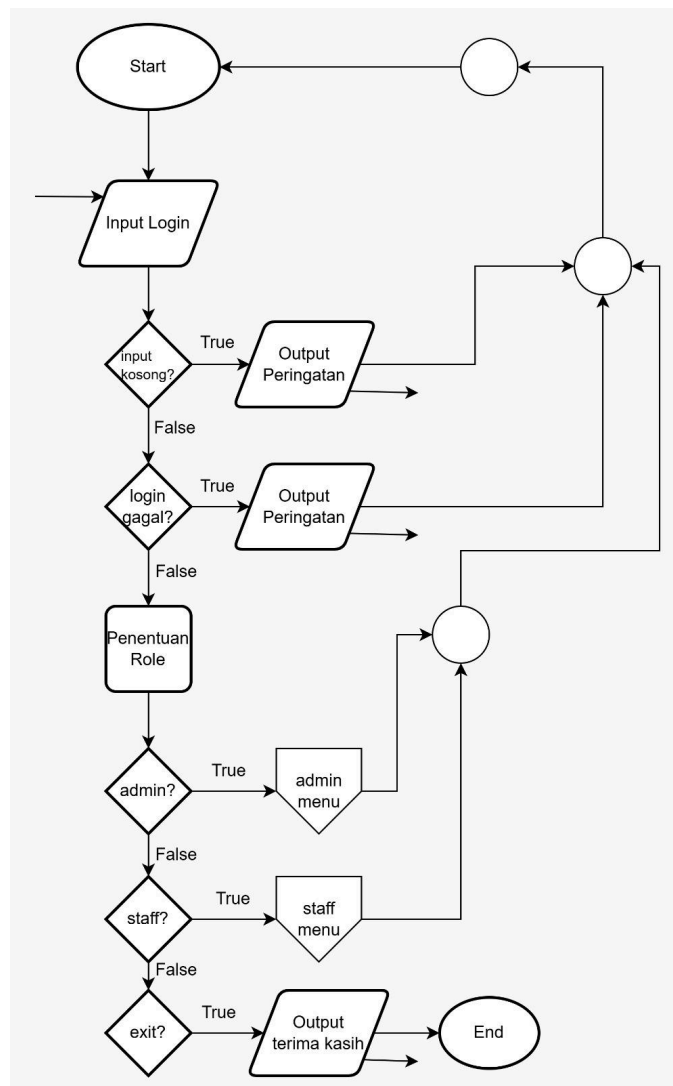 Start
Input Login
input
kosong?
True
Output
Peringatan
False
login
gagal?
True
Output
Peringatan
False
Penentuan
Role
admin?
True
admin
menu
False
staff?
True
staff
menu
False
exit?
True
Output
terima kasih
End